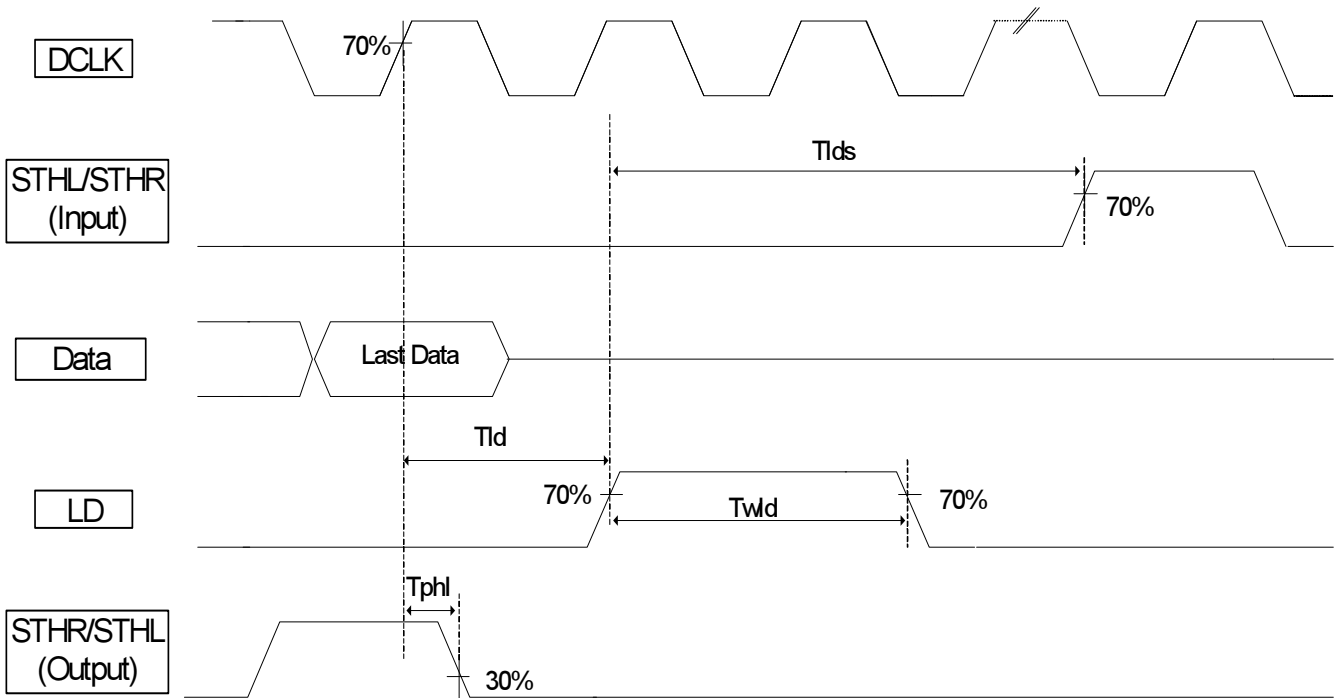 DCLK
70%
STHL/STHR
(Input)
Tlds
70%
Data
Last Data
Tld
LD
70%
Twld
70%
Tphl
STHR/STHL
(Output)
30%